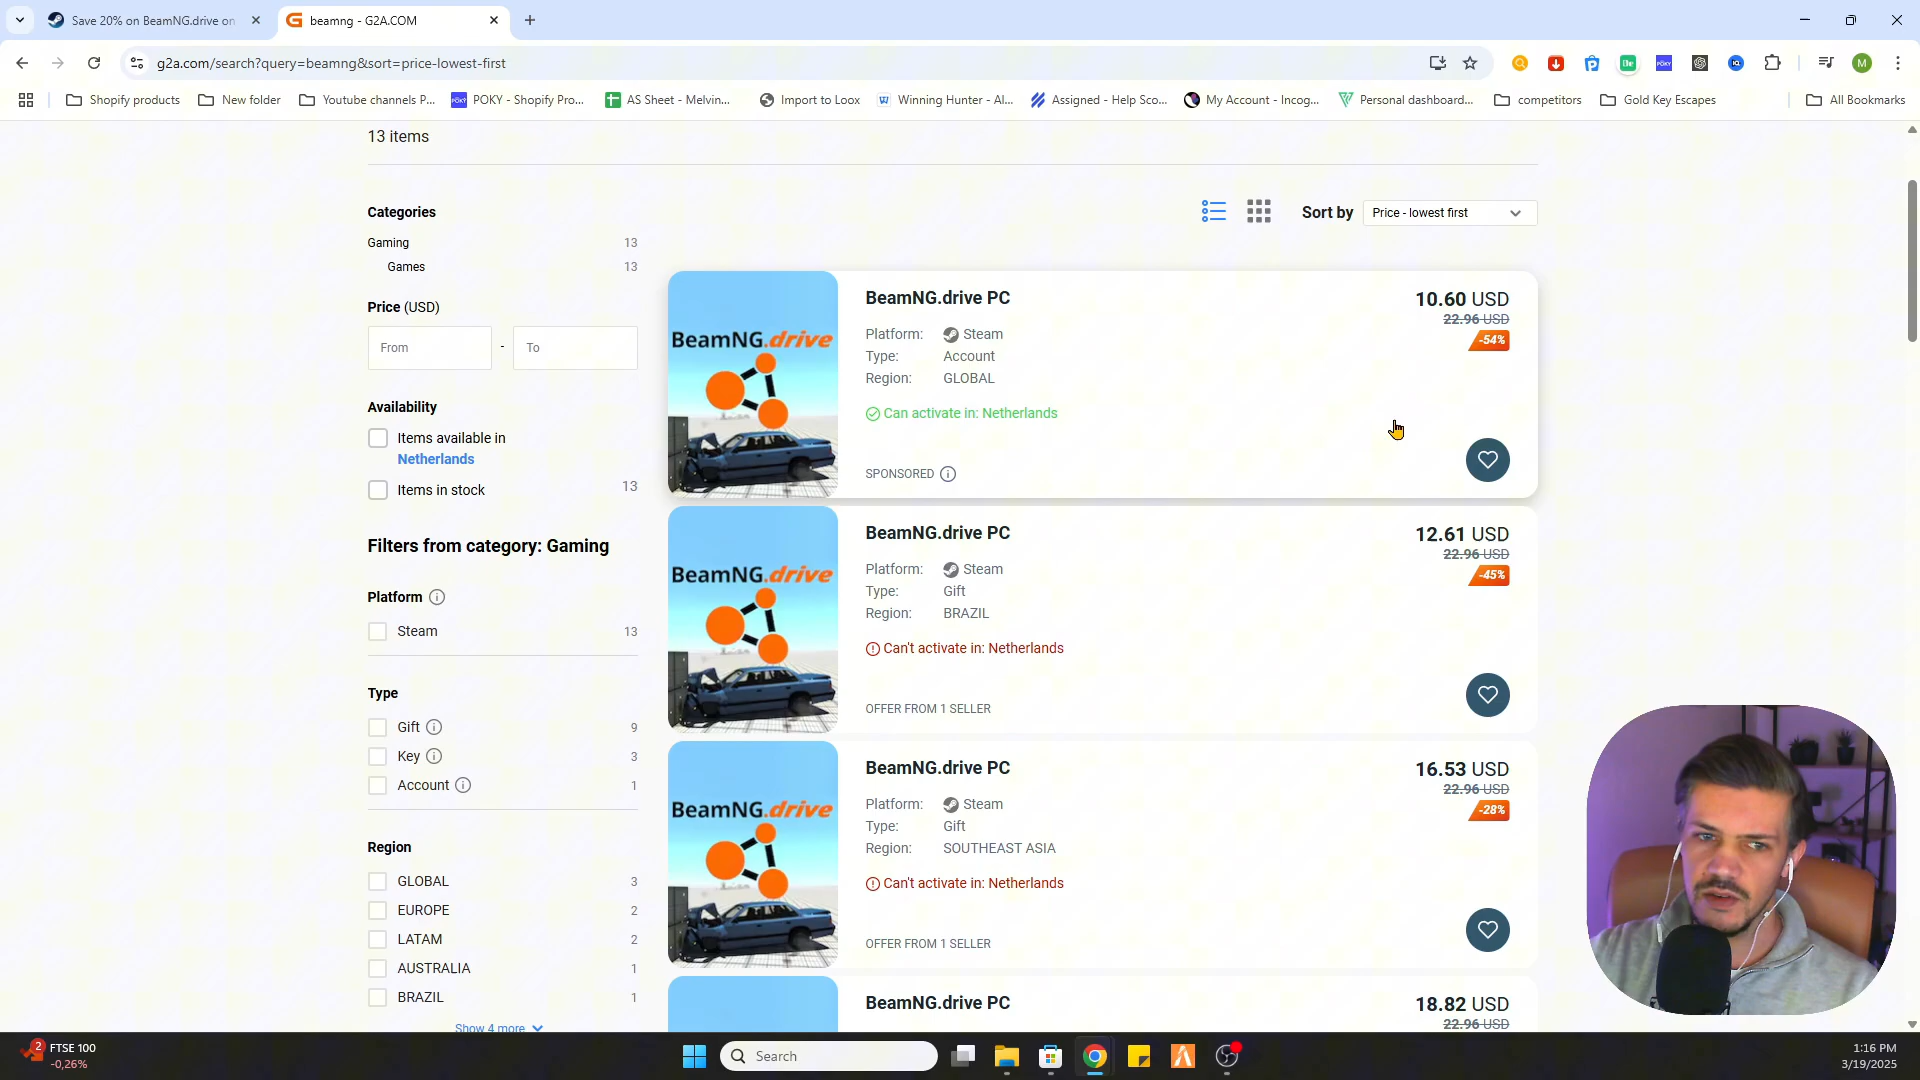 Save 20% on BeamNG.drive on
beamng - G2A.COM
g2a.com/search?query=beamng&sort=price-lowest-first
M
Shopify products
New folder
Youtube channels P...
POKY - Shopify Pro...
AS Sheet - Melvin...
Import to Loox
Winning Hunter - AI...
Assigned - Help Sco...
My Account - Incog...
Personal dashboard...
competitors
Gold Key Escapes
All Bookmarks
13 items
Sort by
Price - lowest first
Categories
Gaming 13
Games 13
Price (USD)
From - To
Availability
Items available in
Netherlands
Items in stock 13
Filters from category: Gaming
Platform
Steam 13
Type
Gift 9
Key 3
Account 1
Region
GLOBAL 3
EUROPE 2
LATAM 2
AUSTRALIA 1
BRAZIL 1
Show 4 more
BeamNG.drive
BeamNG.drive PC
Platform: Steam
Type: Account
Region: GLOBAL
Can activate in: Netherlands
SPONSORED
10.60 USD
22.96 USD
-54%
BeamNG.drive
BeamNG.drive PC
Platform: Steam
Type: Gift
Region: BRAZIL
Can't activate in: Netherlands
OFFER FROM 1 SELLER
12.61 USD
22.96 USD
-45%
BeamNG.drive
BeamNG.drive PC
Platform: Steam
Type: Gift
Region: SOUTHEAST ASIA
Can't activate in: Netherlands
OFFER FROM 1 SELLER
16.53 USD
22.96 USD
-28%
BeamNG.drive PC
18.82 USD
22.96 USD
2
FTSE 100
-0,26%
Search
1:16 PM
3/19/2025